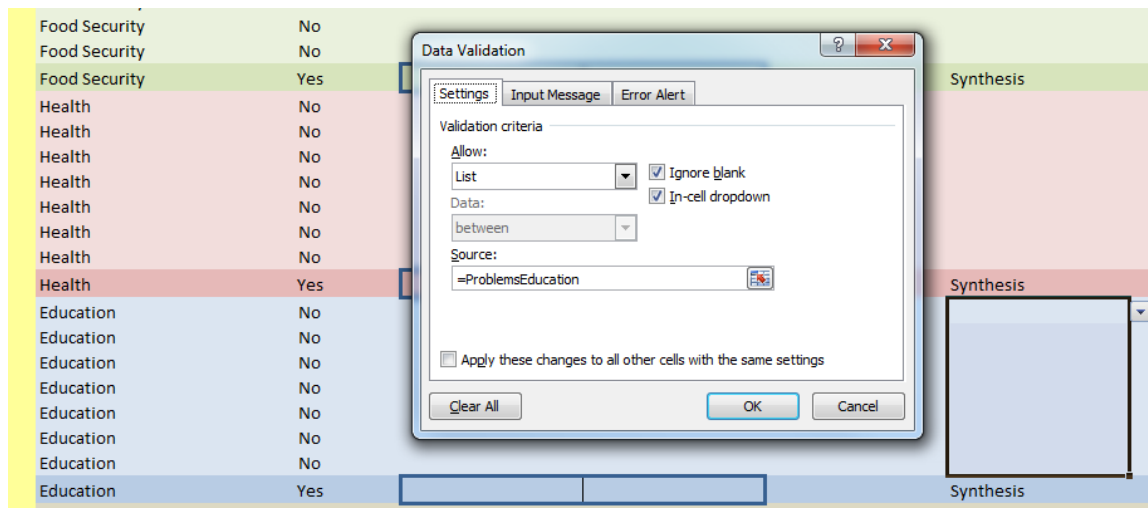 Food Security No
Food Security No
Food Security Yes Synthesis
Health No
Health No
Health No
Health No
Health No
Health No
Health No
Health Yes Synthesis
Education No
Education No
Education No
Education No
Education No
Education No
Education No
Education Yes Synthesis
Data Validation
Settings Input Message Error Alert
Validation criteria
Allow:
List Ignore blank
In-cell dropdown
Data:
between
Source:
=ProblemsEducation
Apply these changes to all other cells with the same settings
Clear All OK Cancel